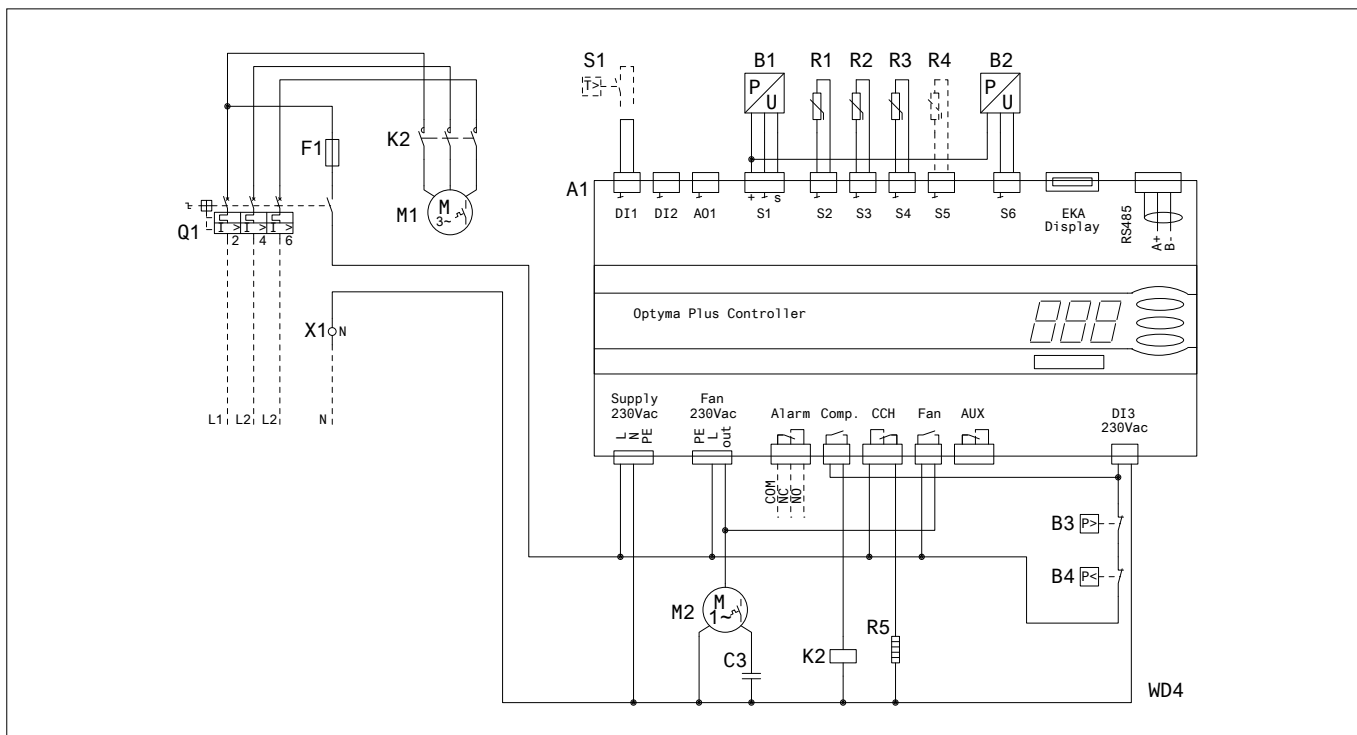 S1
B1
R1
R2
R3
R4
B2
T>
P
U
P
U
K2
F1
M
3~
M1
A1
+
s
DI1
DI2
AO1
S1
S2
S3
S4
S5
S6
EKA
Display
RS485
A+
B-
Q1
I >
I >
I >
2
4
6
Optyma Plus Controller
X1
N
L1
L2
L2
N
Supply
230Vac
Fan
230Vac
Alarm
Comp.
CCH
Fan
AUX
DI3
230Vac
L
N
PE
PE
L
out
COM
NC
NO
B3
P>
B4
P<
M2
M
1~
C3
K2
R5
WD4